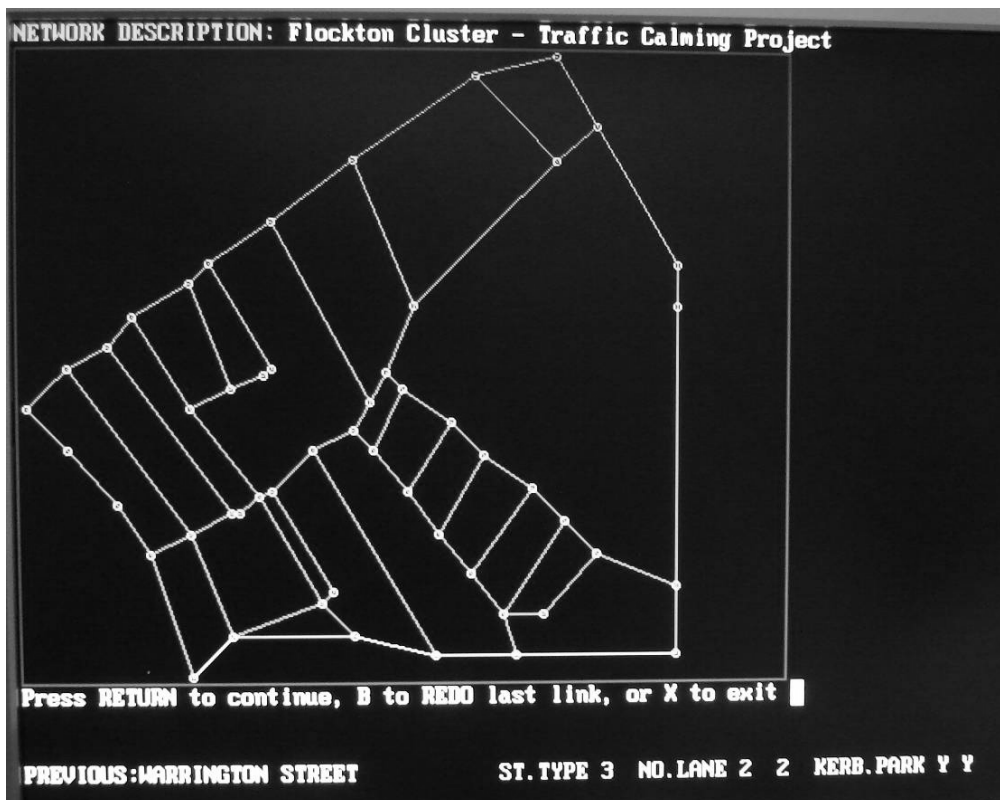 NETWORK DESCRIPTION: Flockton Cluster - Traffic Calming Project
Press RETURN to continue, B to REDO last link, or X to exit
PREVIOUS:WARRINGTON STREET ST.TYPE 3 NO.LANE 2 2 KERB.PARK Y Y